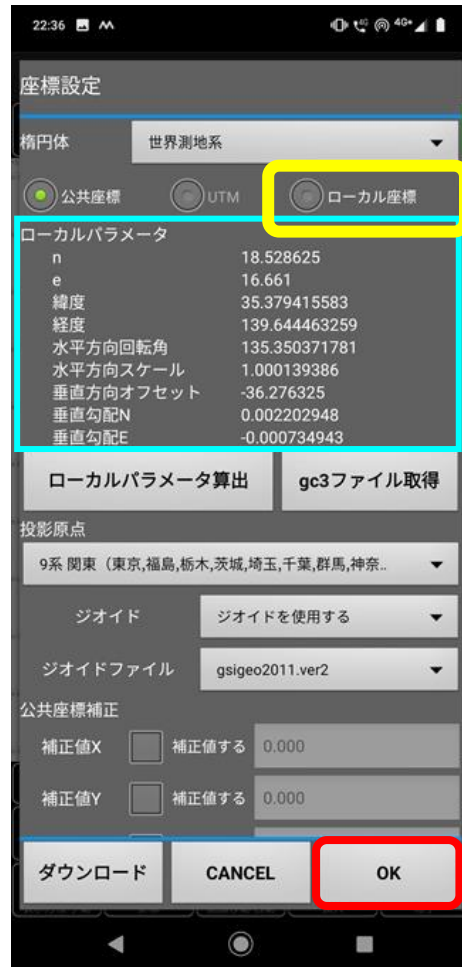 22:36 4G 4G+
座標設定
楕円体 世界測地系
公共座標 UTM ローカル座標
ローカルパラメータ
n 18.528625
e 16.661
緯度 35.379415583
経度 139.644463259
水平方向回転角 135.350371781
水平方向スケール 1.000139386
垂直方向オフセット -36.276325
垂直勾配N 0.002202948
垂直勾配E -0.000734943
ローカルパラメータ算出 gc3ファイル取得
投影原点
9系 関東（東京,福島,栃木,茨城,埼玉,千葉,群馬,神奈..
ジオイド ジオイドを使用する
ジオイドファイル gsigeo2011.ver2
公共座標補正
補正値X 補正値する 0.000
補正値Y 補正値する 0.000
ダウンロード CANCEL OK